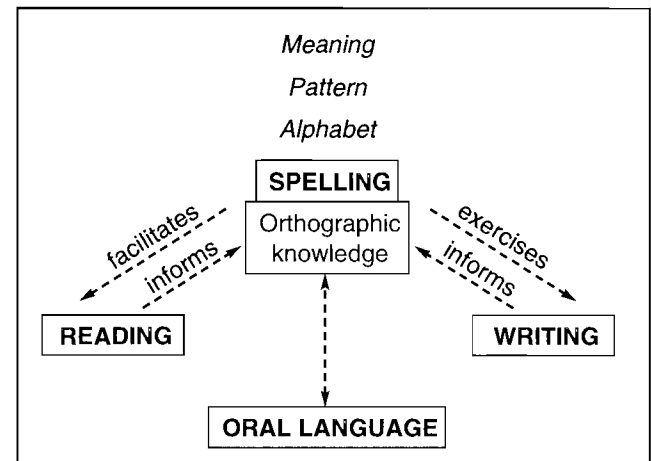 Meaning
Pattern
Alphabet
SPELLING
Orthographic
knowledge
facilitates
informs
exercises
informs
READING
WRITING
ORAL LANGUAGE